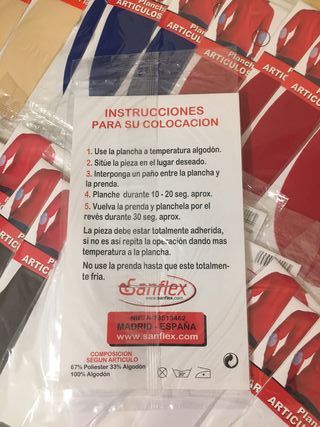 Plancha
ARTICULOS
Plancha
ARTICULOS
INSTRUCCIONES
PARA SU COLOCACION
1. Use la plancha a temperatura algodón.
2. Sitúe la pieza en el lugar deseado.
3. Interponga un paño entre la plancha y
la prenda.
4. Planche durante 10 - 20 seg. aprox.
5. Vuelva la prenda y planchela por el
revés durante 30 seg. aprox.
La pieza debe estar totalmente adherida,
si no es así repita la operación dando mas
temperatura a la plancha.
No use la prenda hasta que este totalmen-
te fria.
Sanflex
www.sanflex.com
MADRID - ESPAÑA
www.sanflex.com
COMPOSICION
SEGUN ARTICULO
67% Poliester 33% Algodón
100% Algodón